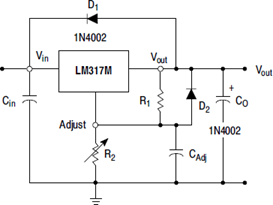 D1
1N4002
Vin
LM317M
Vout
Vout
Cin
R1
D2
+
CO
Adjust
1N4002
R2
CAdj